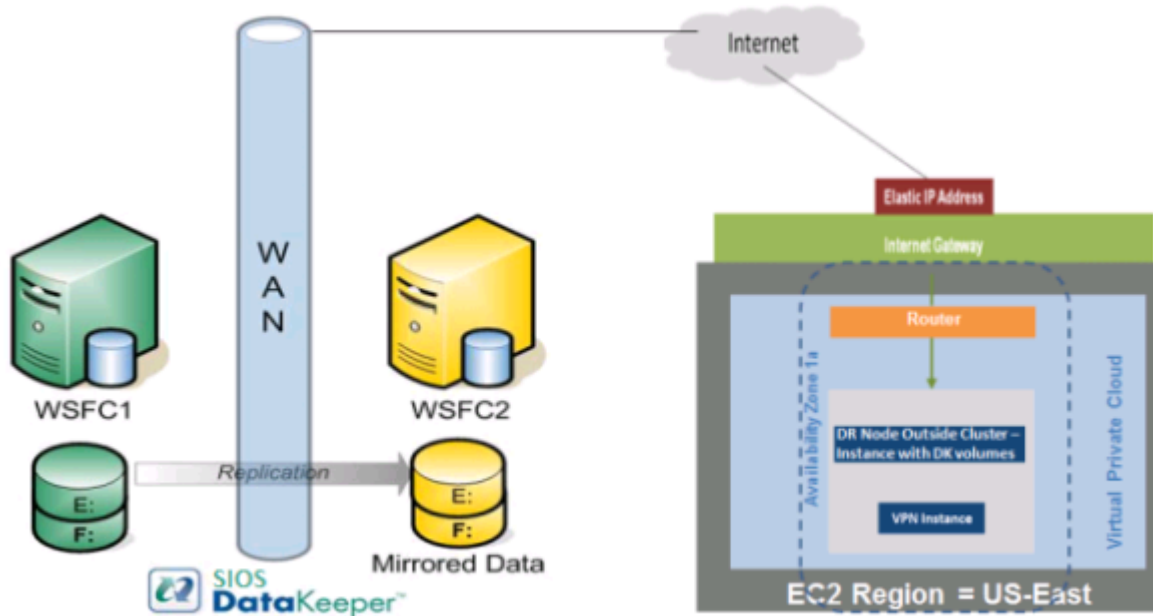 Internet
Elastic IP Address
Internet Gateway
W
A
N
Router
WSFC1
WSFC2
Availability Zone 1a
Virtual Private Cloud
DR Node Outside Cluster –
Instance with DK volumes
Replication
E:
F:
E:
F:
VPN Instance
Mirrored Data
SIOS
DataKeeper™
EC2 Region = US-East